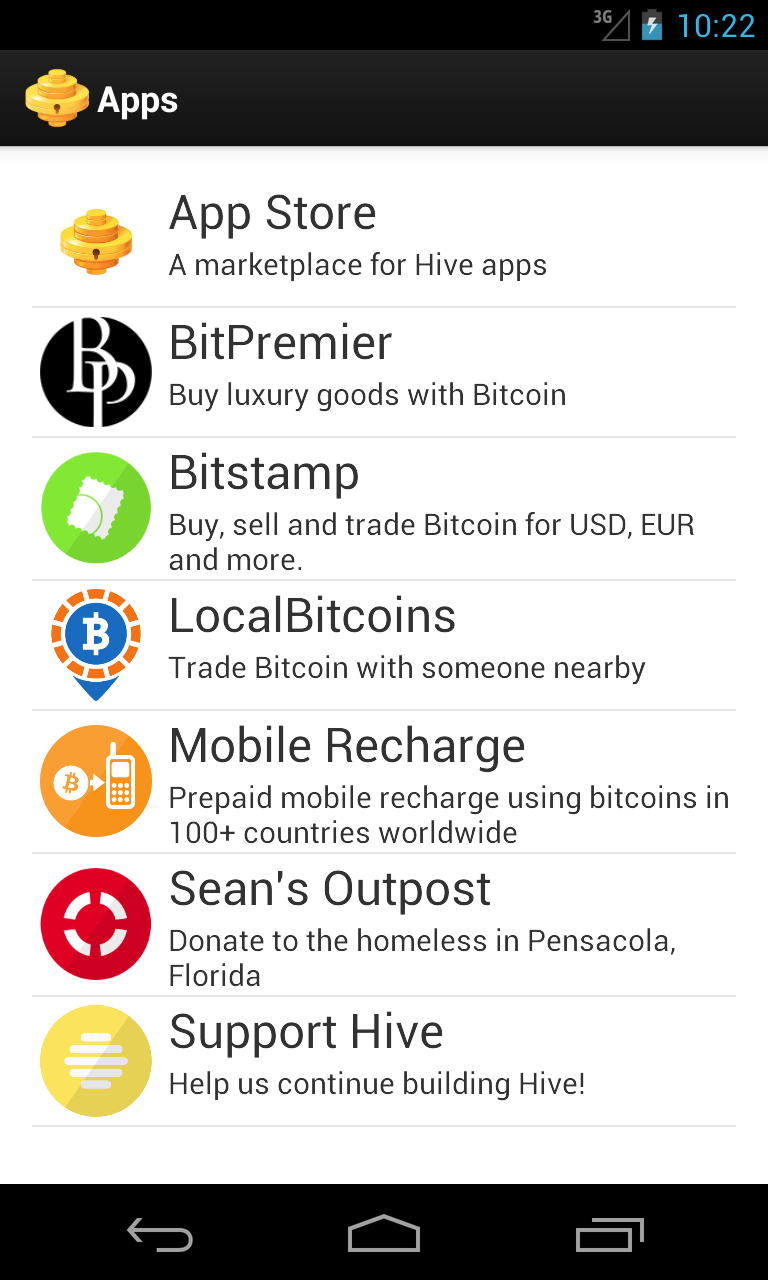 3G 10:22
Apps
App Store
A marketplace for Hive apps
BP
BitPremier
Buy luxury goods with Bitcoin
Bitstamp
Buy, sell and trade Bitcoin for USD, EUR
and more.
LocalBitcoins
Trade Bitcoin with someone nearby
Mobile Recharge
Prepaid mobile recharge using bitcoins in
100+ countries worldwide
Sean's Outpost
Donate to the homeless in Pensacola,
Florida
Support Hive
Help us continue building Hive!